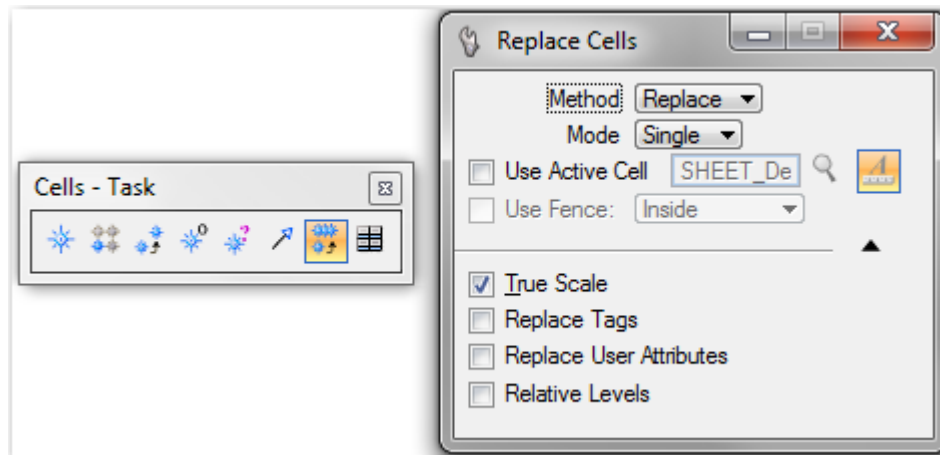 Replace Cells
Method Replace
Mode Single
Use Active Cell SHEET_De
Use Fence: Inside
True Scale
Replace Tags
Replace User Attributes
Relative Levels
Cells - Task